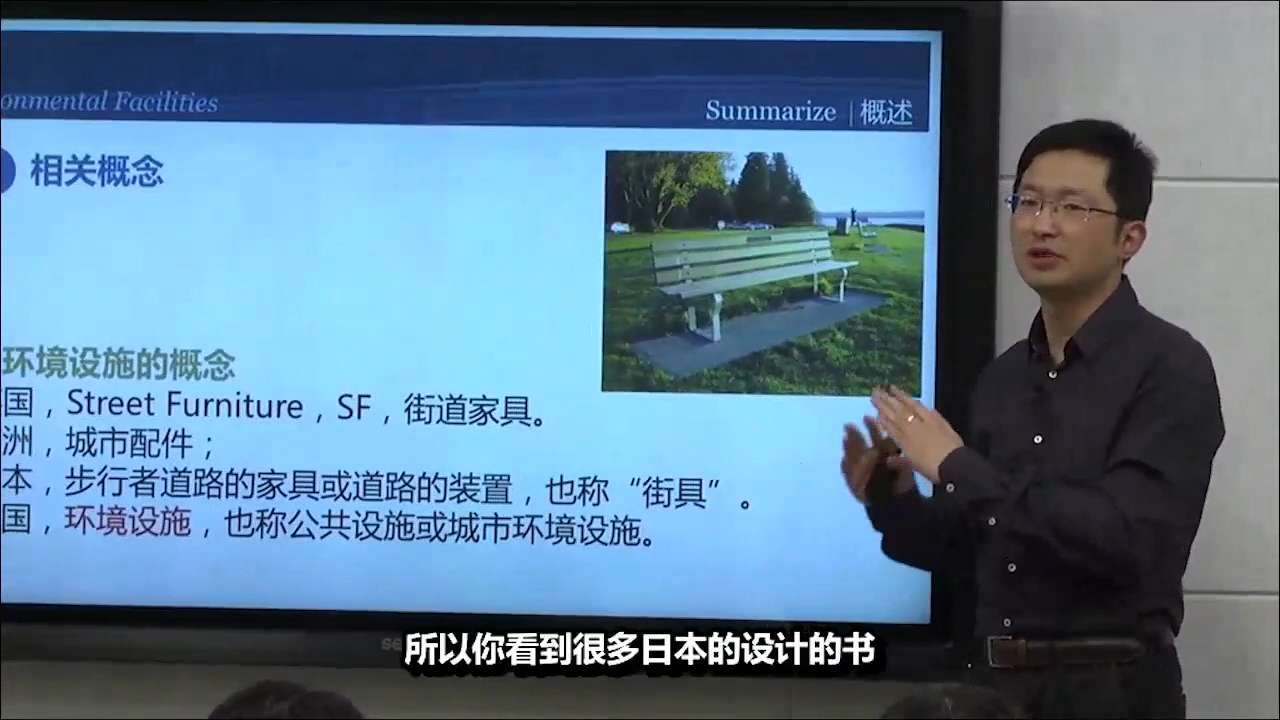 onmental Facilities
Summarize | 概述
相关概念
环境设施的概念
国，Street Furniture，SF，街道家具。
洲，城市配件；
本，步行者道路的家具或道路的装置，也称“街具”。
国，环境设施，也称公共设施或城市环境设施。
所以你看到很多日本的设计的书